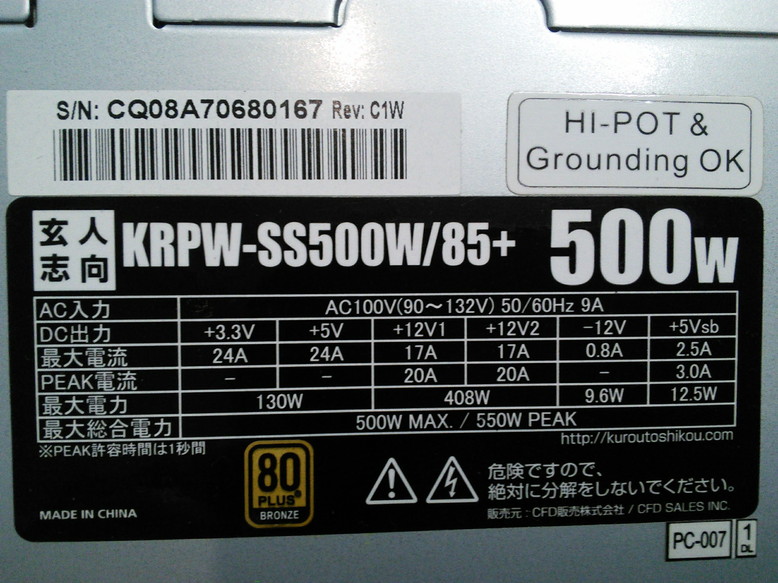 S/N: CQ08A70680167 Rev: C1W
HI-POT &
Grounding OK
玄人
志向
KRPW-SS500W/85+ 500W
AC入力 AC100V(90～132V) 50/60Hz 9A
DC出力 +3.3V +5V +12V1 +12V2 -12V +5Vsb
最大電流 24A 24A 17A 17A 0.8A 2.5A
PEAK電流 - - 20A 20A - 3.0A
最大電力 130W 408W 9.6W 12.5W
最大総合電力 500W MAX. / 550W PEAK
※PEAK許容時間は1秒間
http://kuroutoshikou.com
80
PLUS®
BRONZE
危険ですので、
絶対に分解をしないでください。
販売元：CFD販売株式会社 / CFD SALES INC.
MADE IN CHINA
PC-007
1
DL